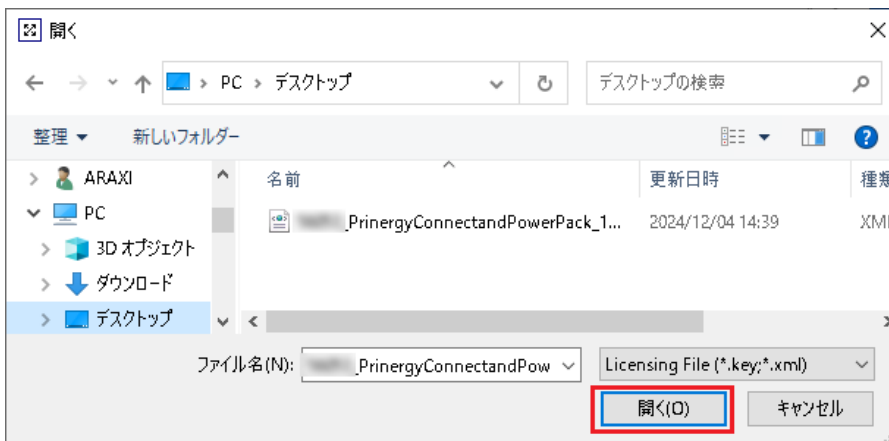 開く
PC > デスクトップ
デスクトップの検索
整理
新しいフォルダー
ARAXI
PC
3D オブジェクト
ダウンロード
デスクトップ
名前
更新日時
種類
_PrinergyConnectandPowerPack_1...
2024/12/04 14:39
XMl
ファイル名(N):
_PrinergyConnectandPow
Licensing File (*.key;*.xml)
開く(O)
キャンセル